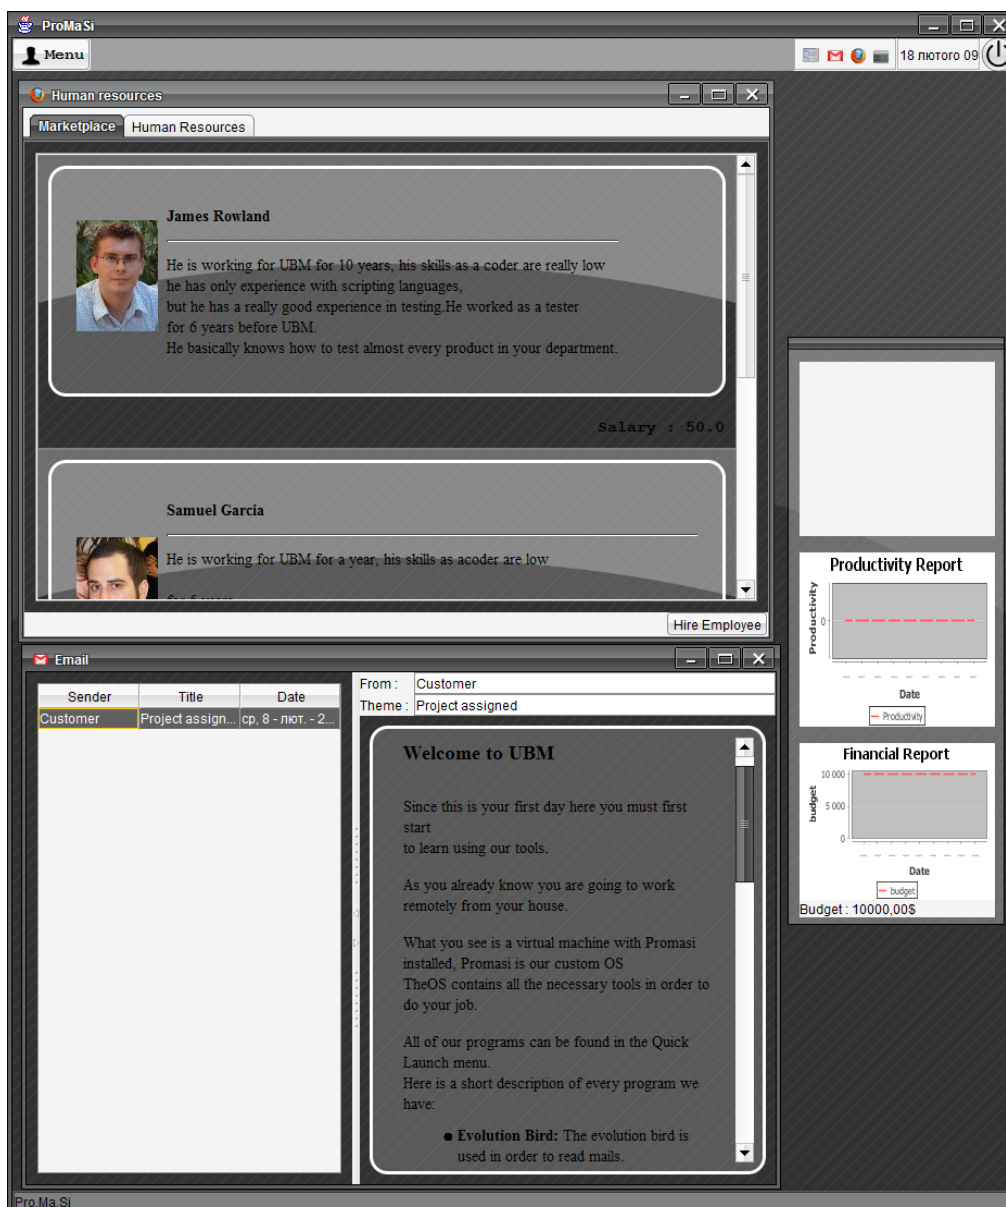 ProMaSi
Menu
18 лютого 09
Human resources
Marketplace
Human Resources
James Rowland
He is working for UBM for 10 years, his skills as a coder are really low
he has only experience with scripting languages,
but he has a really good experience in testing.He worked as a tester
for 6 years before UBM.
He basically knows how to test almost every product in your department.
Salary : 50.0
Samuel Garcia
He is working for UBM for a year, his skills as acoder are low
for 6 years
Hire Employee
Email
Sender
Title
Date
Customer
Project assign...
ср, 8 - лют. - 2...
From :
Customer
Theme :
Project assigned
Welcome to UBM
Since this is your first day here you must first
start
to learn using our tools.
As you already know you are going to work
remotely from your house.
What you see is a virtual machine with Promasi
installed, Promasi is our custom OS
TheOS contains all the necessary tools in order to
do your job.
All of our programs can be found in the Quick
Launch menu.
Here is a short description of every program we
have:
Evolution Bird: The evolution bird is
used in order to read mails.
Productivity Report
Productivity
0
Date
Productivity
Financial Report
budget
10 000
5 000
0
Date
budget
Budget : 10000,00$
Pro.Ma.Si